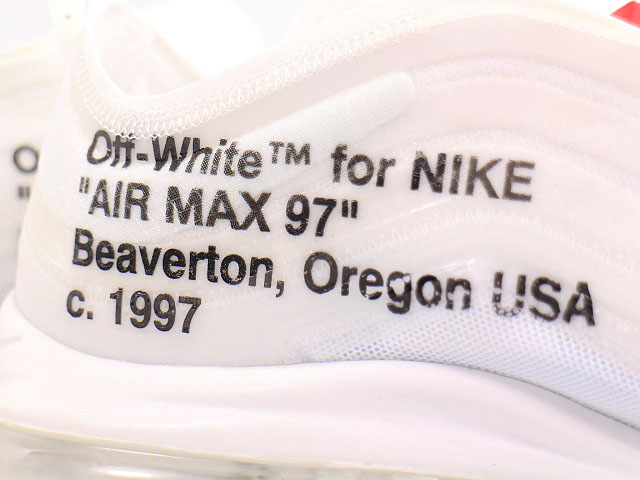 Off-White™ for NIKE
"AIR MAX 97"
Beaverton, Oregon USA
c. 1997